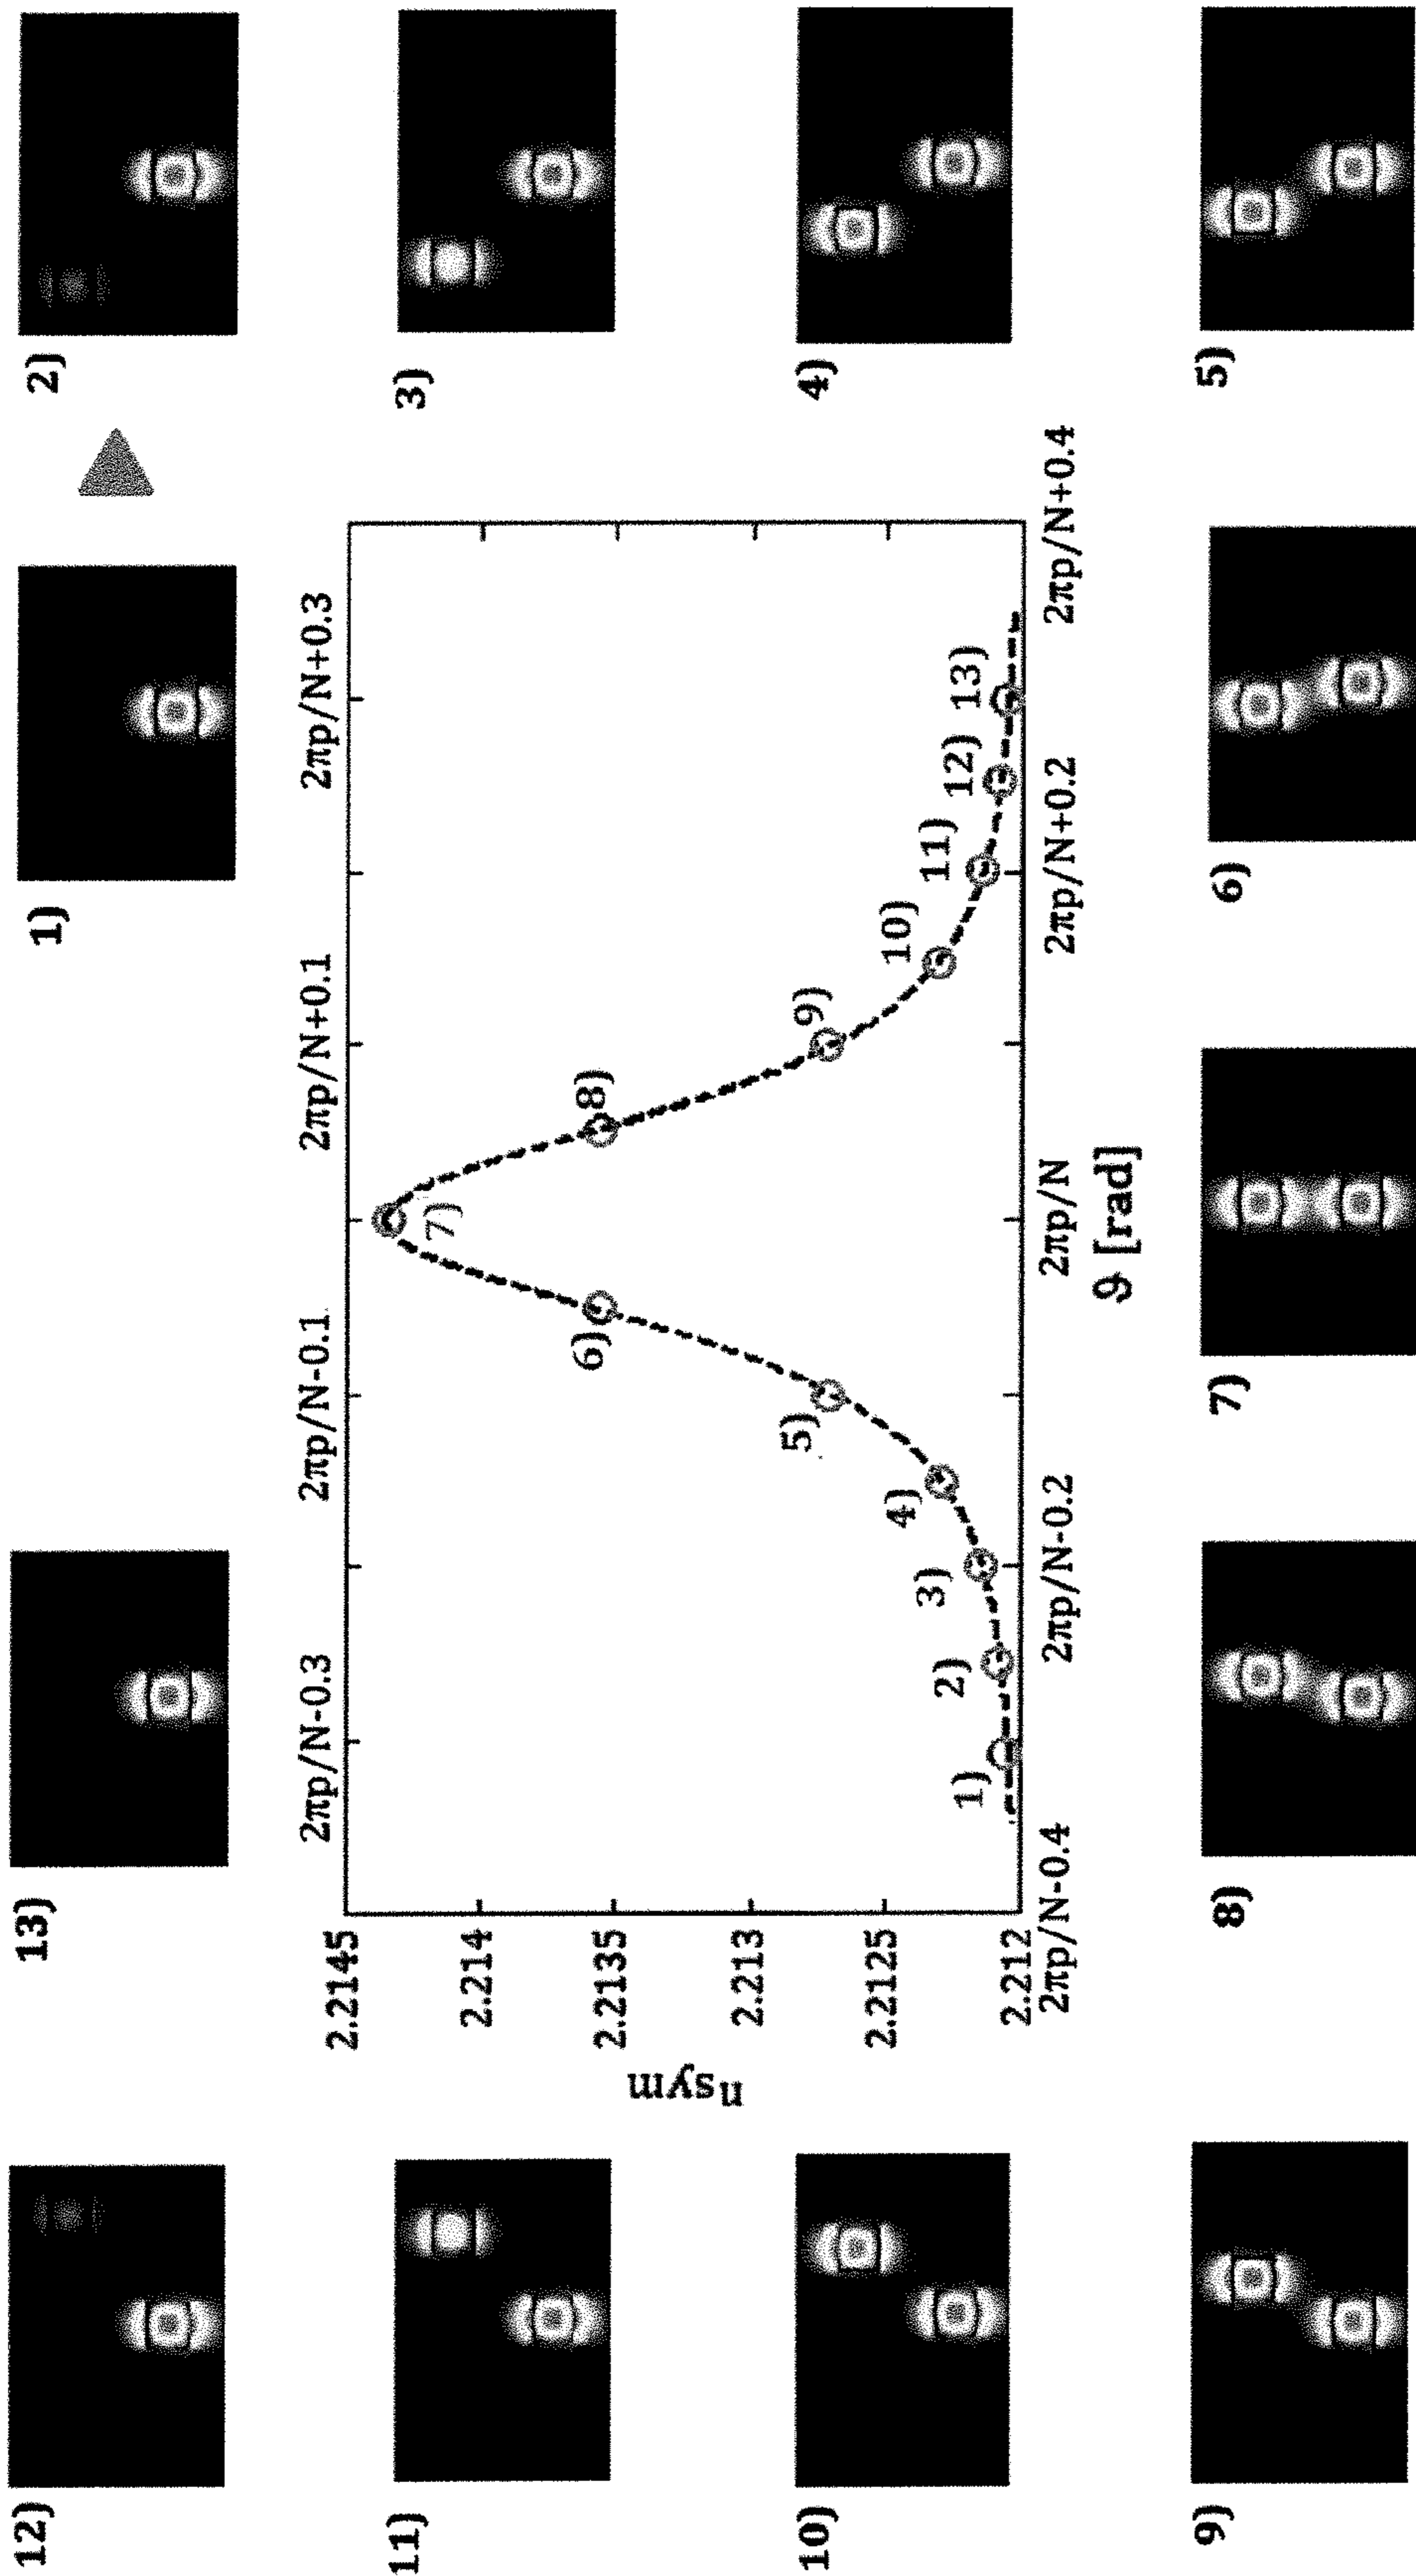 12)
13)
1)
2)
11)
3)
10)
4)
9)
8)
7)
6)
5)
2πp/N-0.3
2πp/N-0.1
2πp/N+0.1
2πp/N+0.3
2.2145
2.214
2.2135
2.213
2.2125
2.212
nsym
1)
2)
3)
4)
5)
6)
7)
8)
9)
10)
11)
12)
13)
2πp/N-0.4
2πp/N-0.2
2πp/N
2πp/N+0.2
2πp/N+0.4
ϑ [rad]